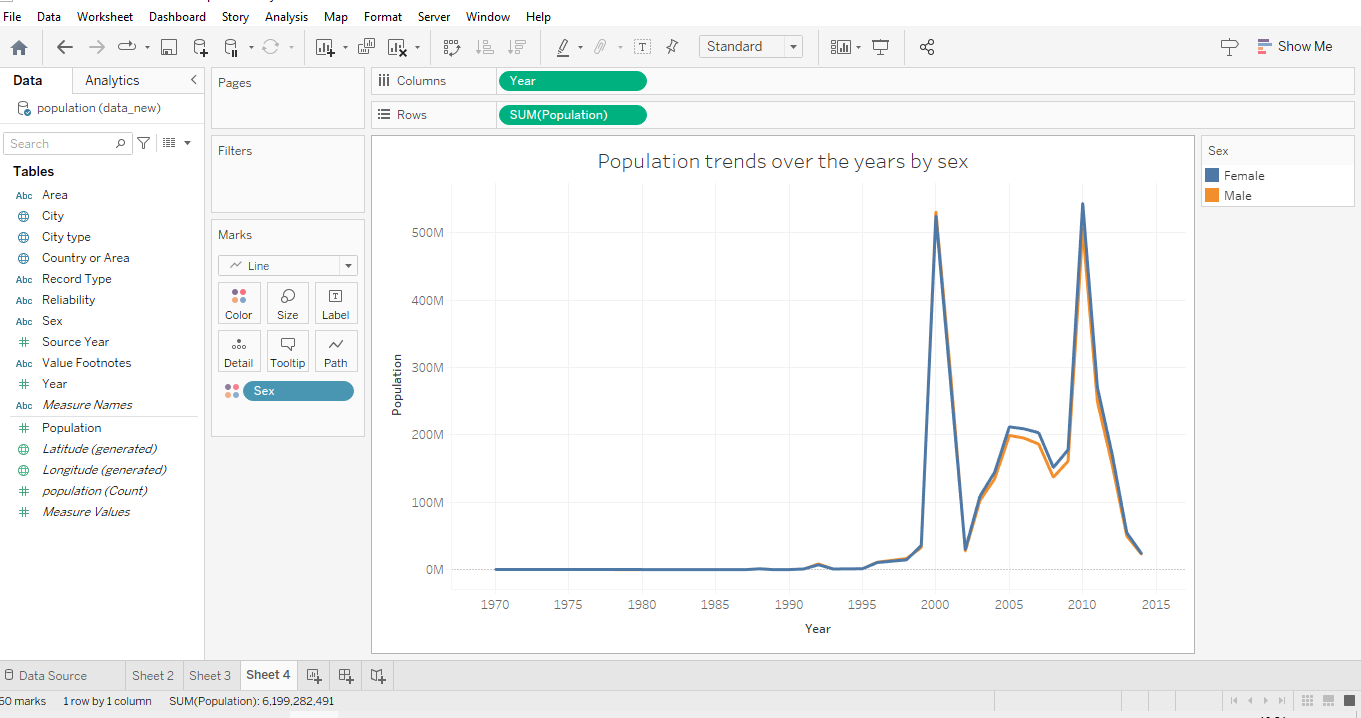 File Data Worksheet Dashboard Story Analysis Map Format Server Window Help
Standard
Show Me
Data Analytics
population (data_new)
Search
Tables
Abc Area
City
City type
Country or Area
Abc Record Type
Abc Reliability
Abc Sex
Source Year
Abc Value Footnotes
Year
Abc Measure Names
Population
Latitude (generated)
Longitude (generated)
population (Count)
Measure Values
Pages
Filters
Marks
Line
Color Size Label
Detail Tooltip Path
Sex
Columns Year
Rows SUM(Population)
Population trends over the years by sex
500M
400M
300M
200M
100M
0M
Population
1970 1975 1980 1985 1990 1995 2000 2005 2010 2015
Year
Sex
Female
Male
Data Source Sheet 2 Sheet 3 Sheet 4
50 marks 1 row by 1 column SUM(Population): 6,199,282,491